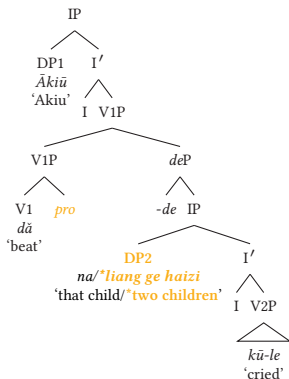 IP
DP1 I′
Ākiū
‘Akiu’ I V1P
V1P deP
V1 pro -de IP
dǎ
‘beat’
DP2 I′
na/*liang ge haizi
‘that child/*two children’ I V2P
kū-le
‘cried’